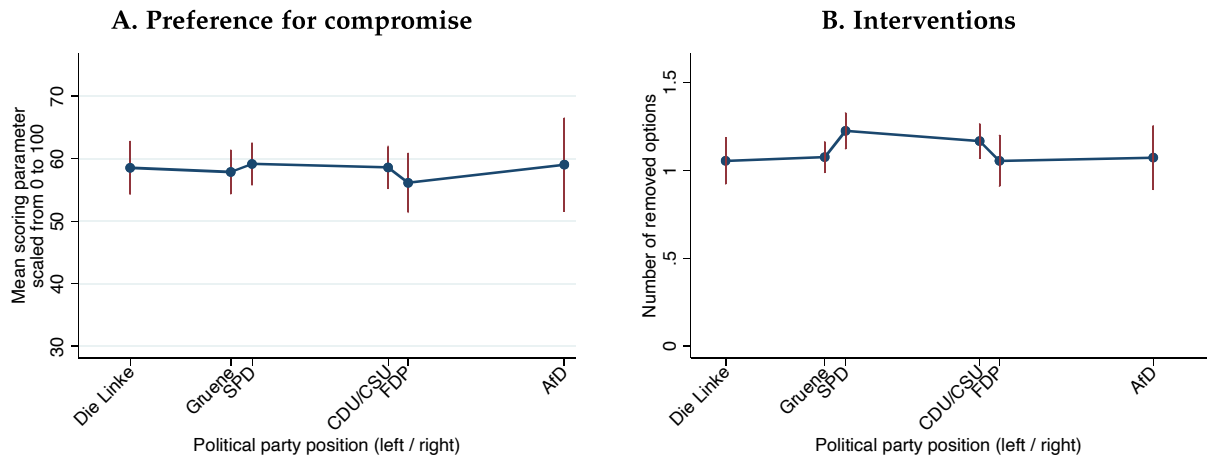 A. Preference for compromise
Mean scoring parameter
scaled from 0 to 100
70
60
50
40
30
Die Linke
Gruene
SPD
CDU/CSU
FDP
AfD
Political party position (left / right)
B. Interventions
Number of removed options
1.5
1
.5
0
Die Linke
Gruene
SPD
CDU/CSU
FDP
AfD
Political party position (left / right)